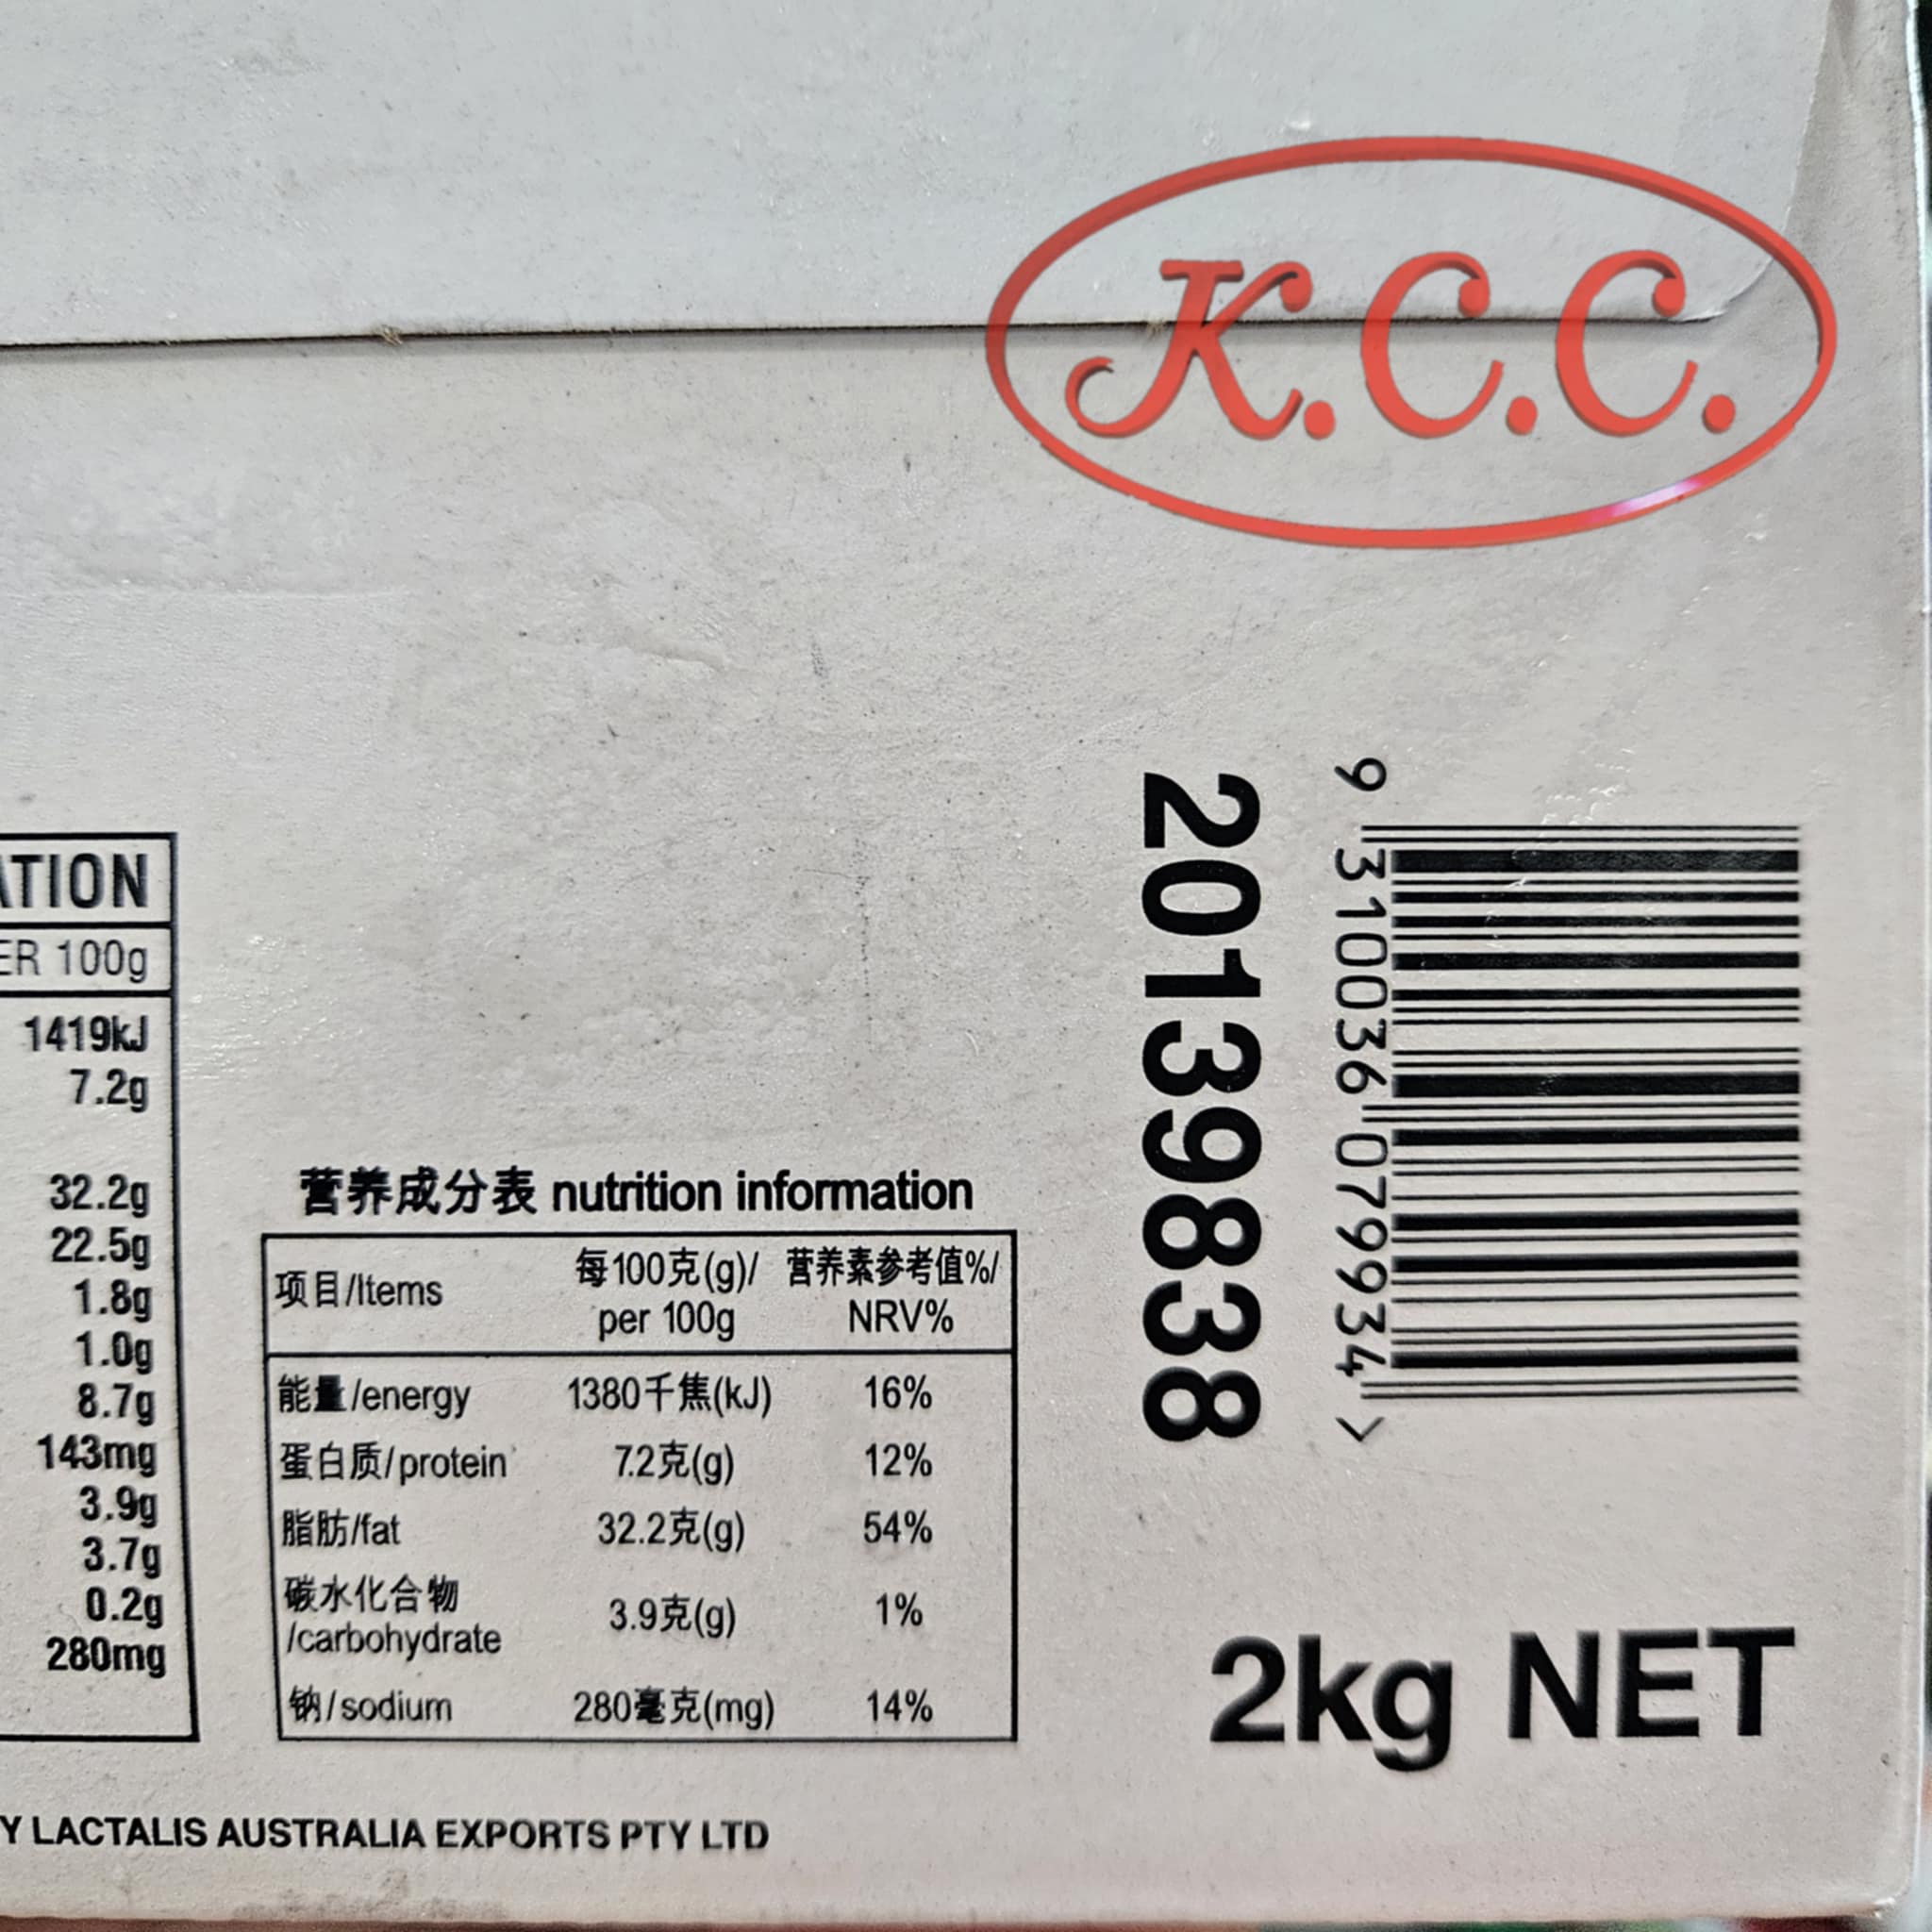 K.C.C.
ATION
ER 100g
1419kJ
7.2g
32.2g
22.5g
1.8g
1.0g
8.7g
143mg
3.9g
3.7g
0.2g
280mg
营养成分表 nutrition information
项目/Items 每100克(g)/ per 100g 营养素参考值%/ NRV%
能量/energy 1380千焦(kJ) 16%
蛋白质/protein 7.2克(g) 12%
脂肪/fat 32.2克(g) 54%
碳水化合物 /carbohydrate 3.9克(g) 1%
钠/sodium 280毫克(mg) 14%
20139838
9 310036 079934 >
2kg NET
Y LACTALIS AUSTRALIA EXPORTS PTY LTD